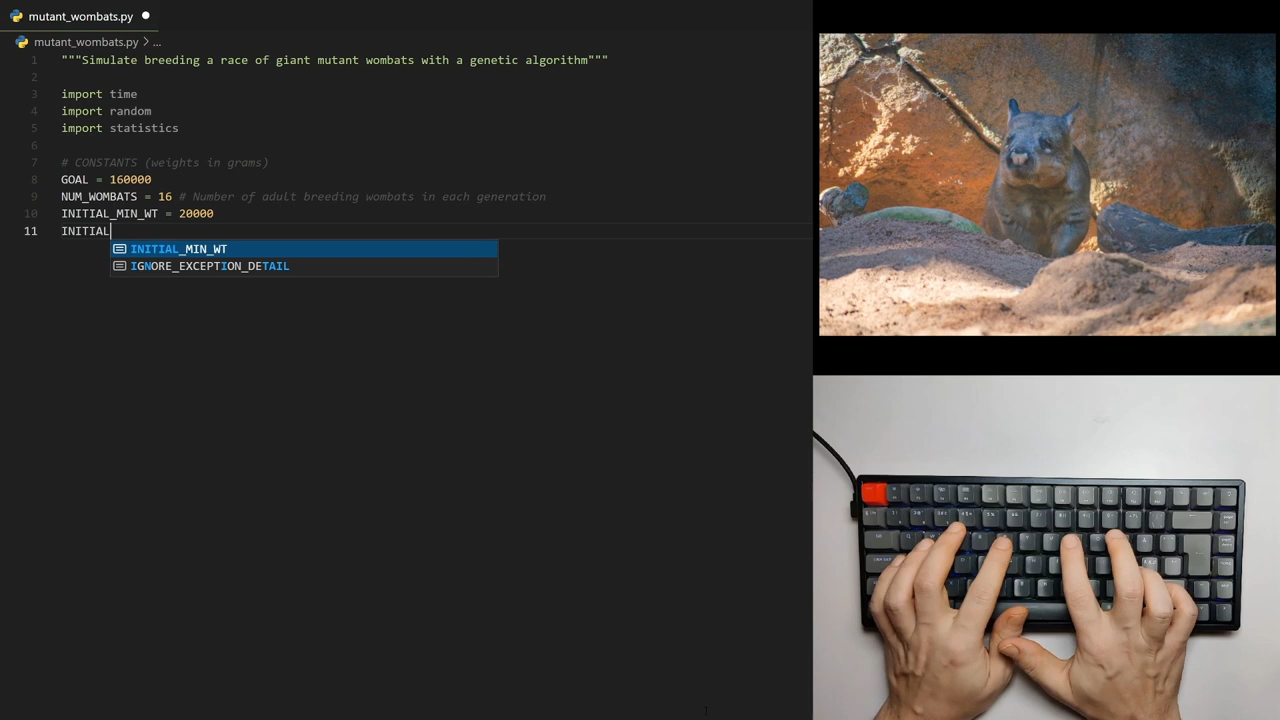 mutant_wombats.py
mutant_wombats.py > ...
1 """Simulate breeding a race of giant mutant wombats with a genetic algorithm"""
2
3 import time
4 import random
5 import statistics
6
7 # CONSTANTS (weights in grams)
8 GOAL = 160000
9 NUM_WOMBATS = 16 # Number of adult breeding wombats in each generation
10 INITIAL_MIN_WT = 20000
11 INITIAL
INITIAL_MIN_WT
IGNORE_EXCEPTION_DETAIL